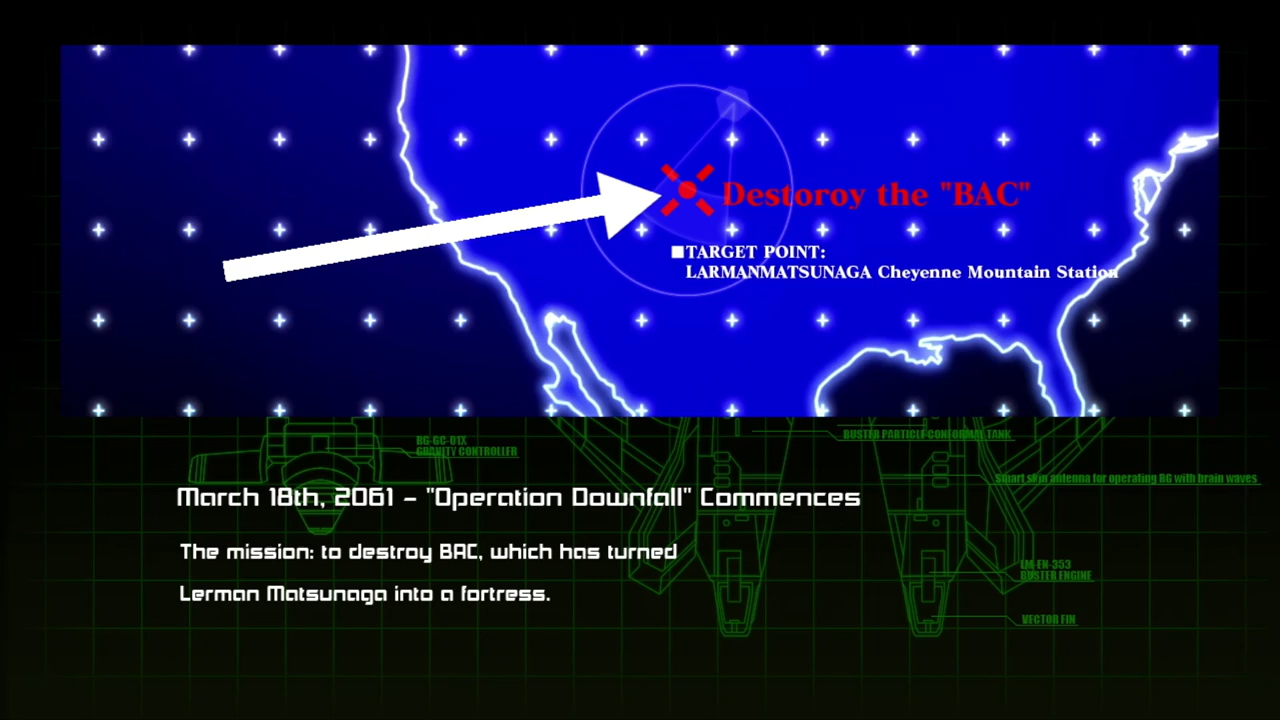 Destoroy the "BAC"
■TARGET POINT:
LARMANMATSUNAGA Cheyenne Mountain Station
RG-GC-01X
GRAVITY CONTROLLER
BUSTER PARTICLE CONFORMAL TANK
Smart skin antenna for operating RG with brain waves
March 18th, 2061 - "Operation Downfall" Commences
The mission: to destroy BAC, which has turned
Lerman Matsunaga into a fortress.
LM-EN-353
BUSTER ENGINE
VECTOR FIN